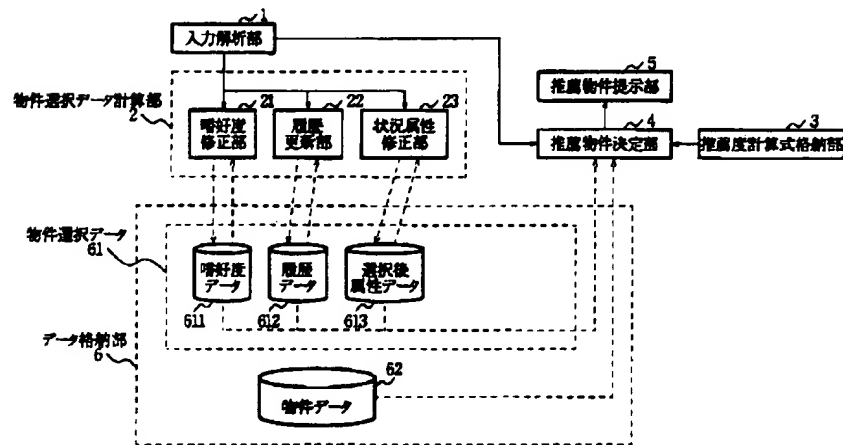 1
入力解析部
5
推薦物件提示部
物件選択データ計算部
2
21
嗜好度
修正部
22
履歴
更新部
23
状況属性
修正部
4
推薦物件決定部
3
推薦度計算式格納部
物件選択データ
61
嗜好度
データ
611
履歴
データ
612
選択後
属性データ
613
データ格納部
6
62
物件データ